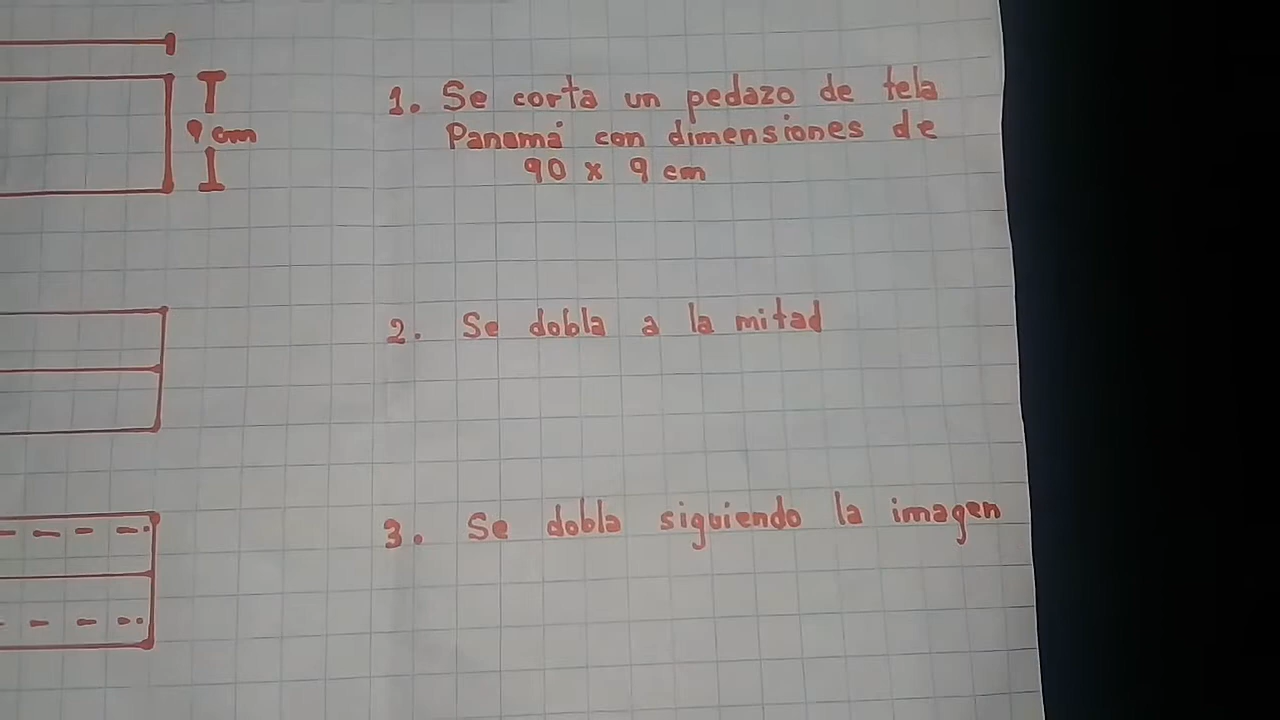 9 cm
1. Se corta un pedazo de tela
Panamá con dimensiones de
90 x 9 cm
2. Se dobla a la mitad
3. Se dobla siguiendo la imagen